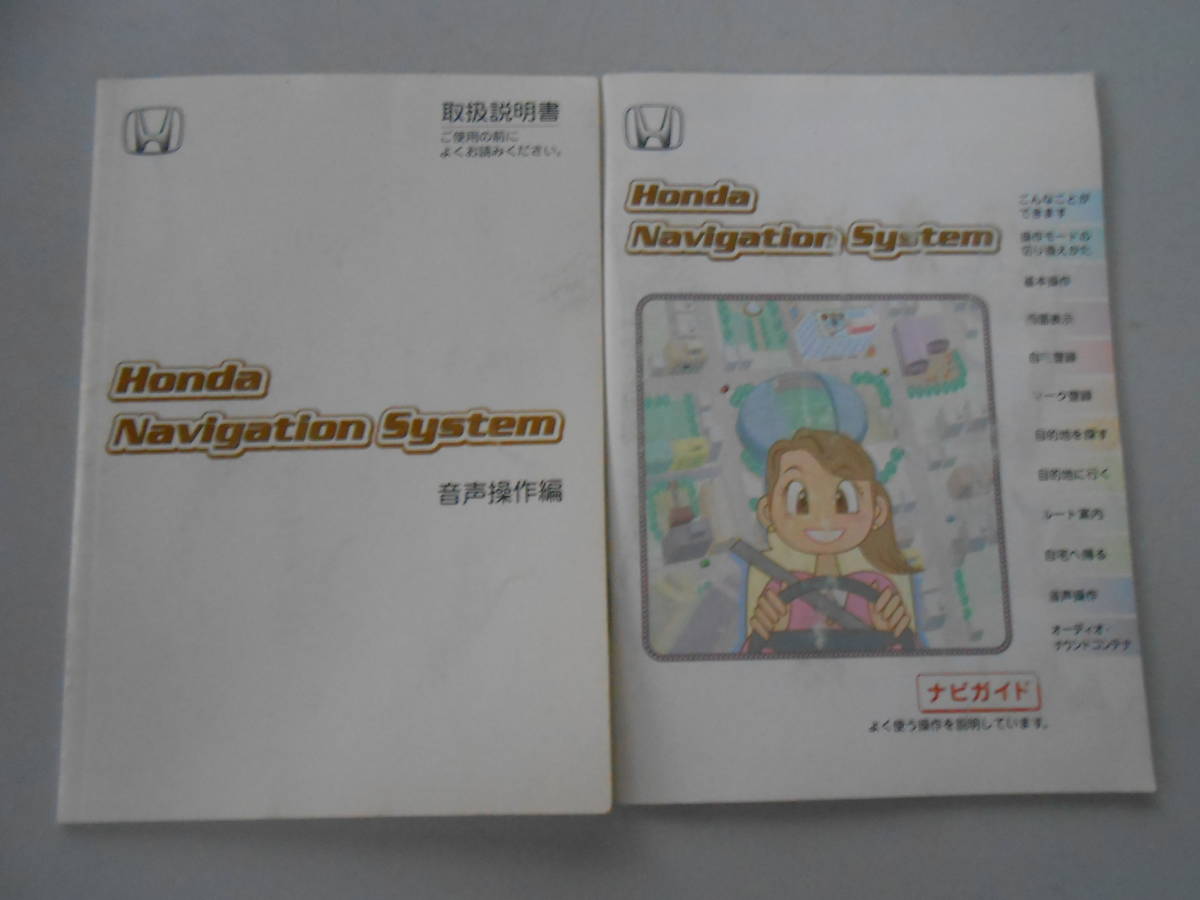 取扱説明書
ご使用の前に
よくお読みください。
Honda
Navigation System
音声操作編
Honda
Navigation System
こんなことが
できます
操作モードの
切り換えかた
基本操作
地図表示
自宅登録
マーク登録
目的地を探す
目的地に行く
ルート案内
自宅へ帰る
音声操作
オーディオ・
サウンドコンテナ
ナビガイド
よく使う操作を説明しています。